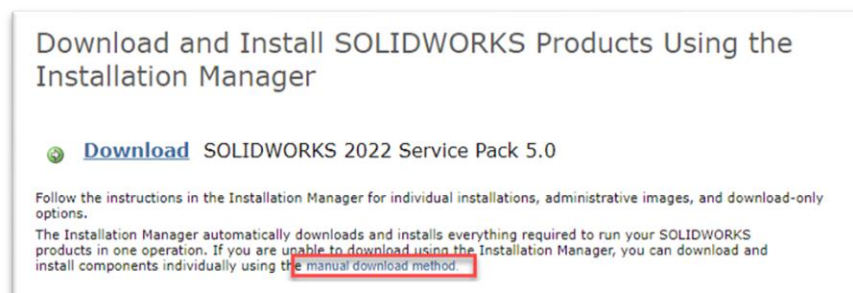 Download and Install SOLIDWORKS Products Using the
Installation Manager
Download SOLIDWORKS 2022 Service Pack 5.0
Follow the instructions in the Installation Manager for individual installations, administrative images, and download-only
options.
The Installation Manager automatically downloads and installs everything required to run your SOLIDWORKS
products in one operation. If you are unable to download using the Installation Manager, you can download and
install components individually using the manual download method.